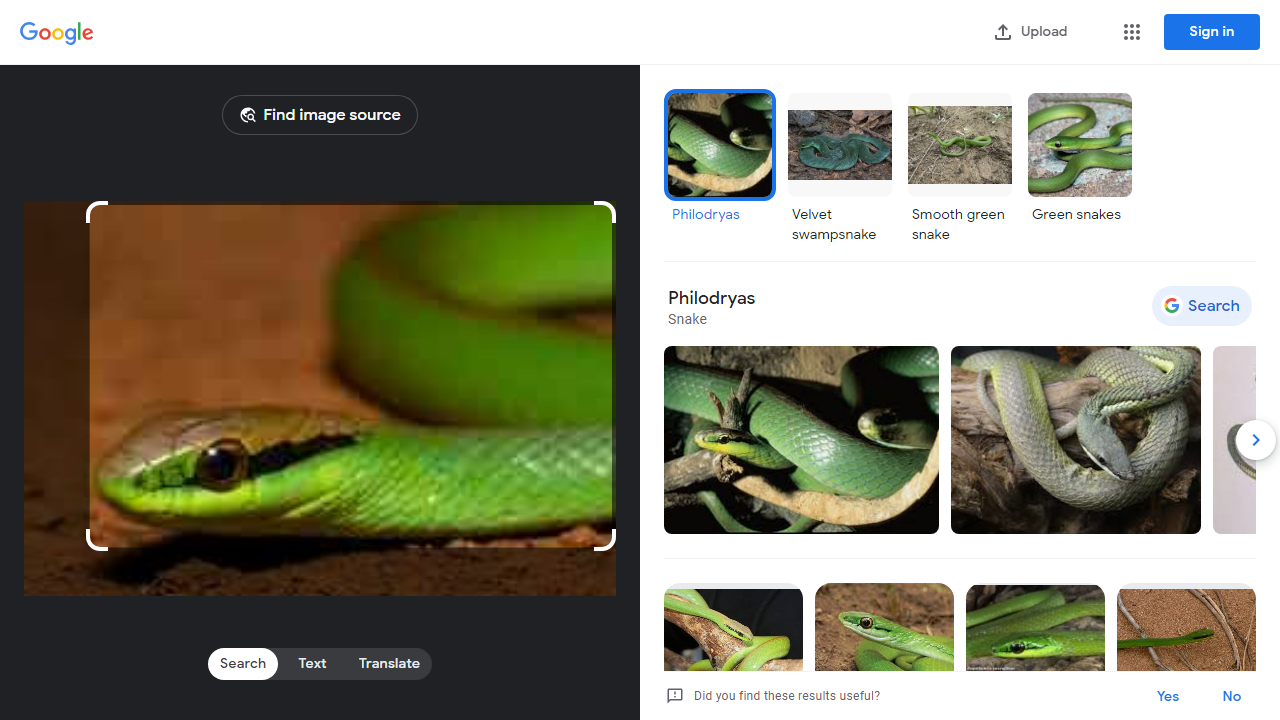 Google
Upload
Sign in
Find image source
Philodryas
Velvet
swampsnake
Smooth green
snake
Green snakes
Philodryas
Snake
Search
Search
Text
Translate
Did you find these results useful?
Yes
No